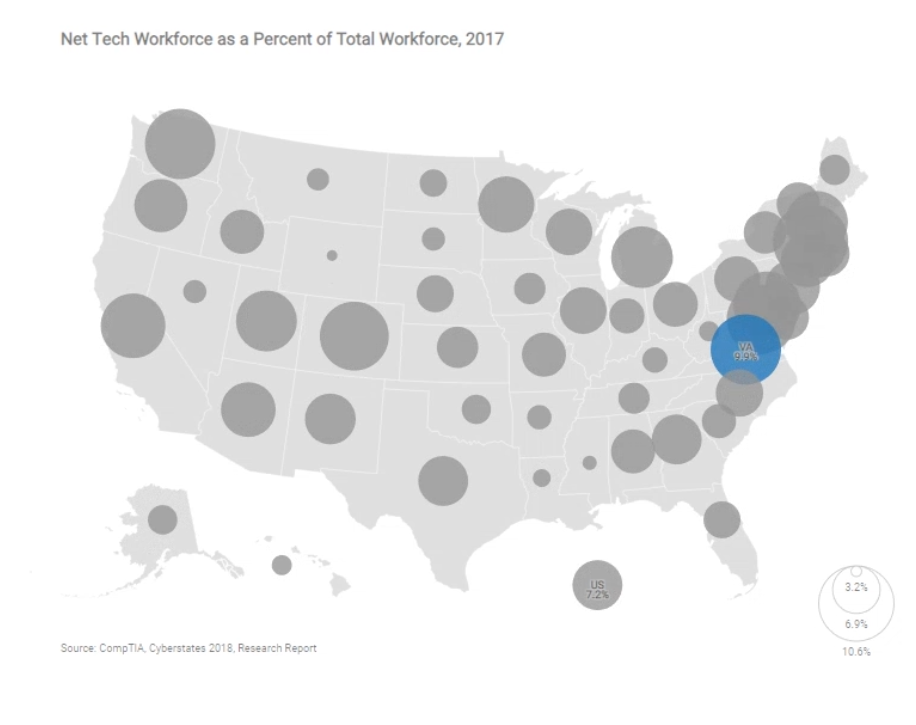 Net Tech Workforce as a Percent of Total Workforce, 2017
VA
9.9%
US
7.2%
3.2%
6.9%
10.6%
Source: CompTIA, Cyberstates 2018, Research Report